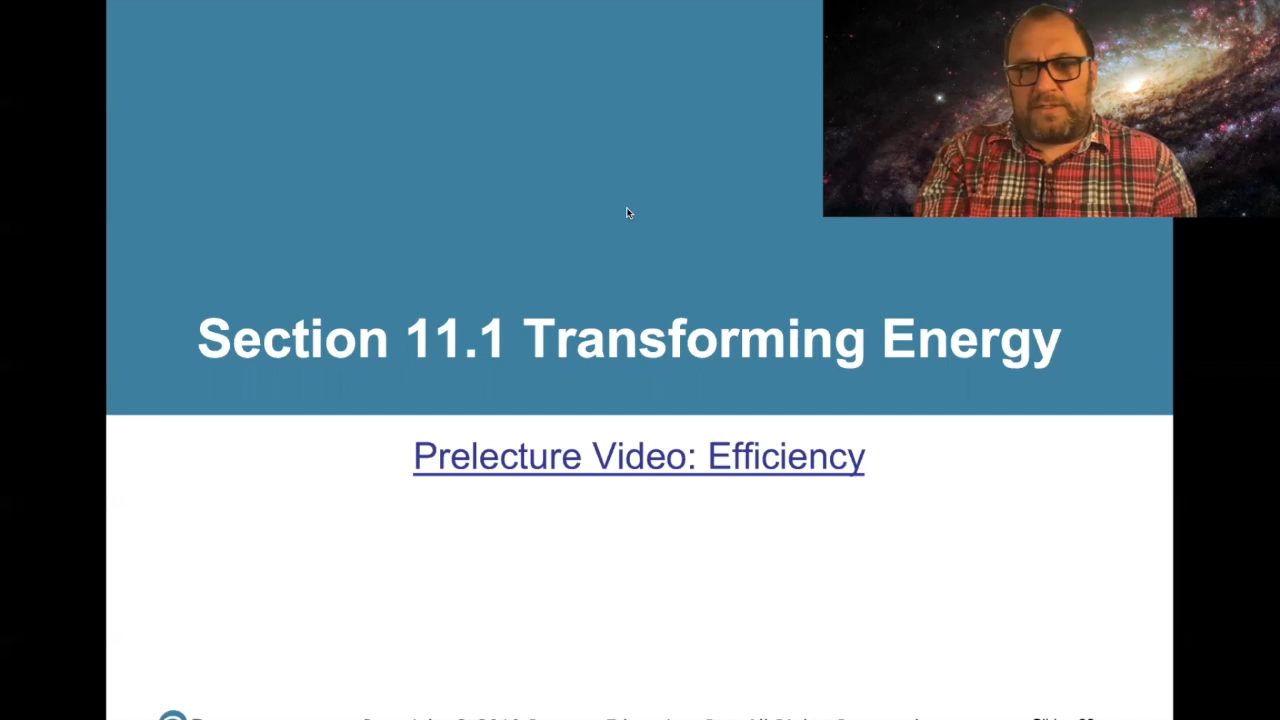 Section 11.1 Transforming Energy
Prelecture Video: Efficiency